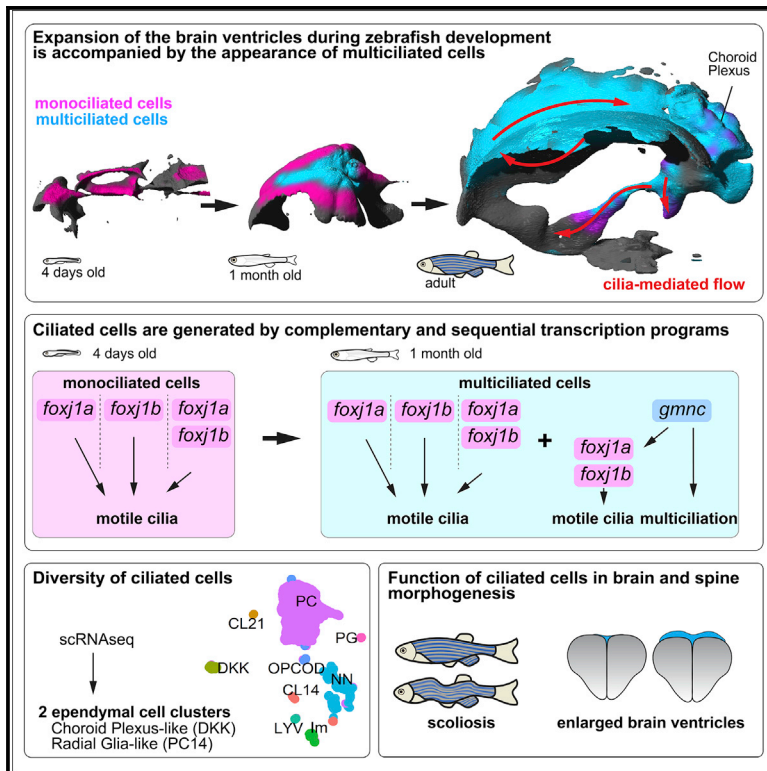 Expansion of the brain ventricles during zebrafish development
is accompanied by the appearance of multiciliated cells
monociliated cells
multiciliated cells
Choroid
Plexus
4 days old
1 month old
adult
cilia-mediated flow
Ciliated cells are generated by complementary and sequential transcription programs
4 days old
1 month old
monociliated cells
foxj1a foxj1b foxj1a
foxj1b
motile cilia
multiciliated cells
foxj1a foxj1b foxj1a
foxj1b
motile cilia
+
gmnc
foxj1a
foxj1b
motile cilia multiciliation
Diversity of ciliated cells
scRNAseq
2 ependymal cell clusters
Choroid Plexus-like (DKK)
Radial Glia-like (PC14)
PC
CL21
PG
DKK
OPCOD
NN
CL14
LYV
Im
Function of ciliated cells in brain and spine
morphogenesis
scoliosis
enlarged brain ventricles